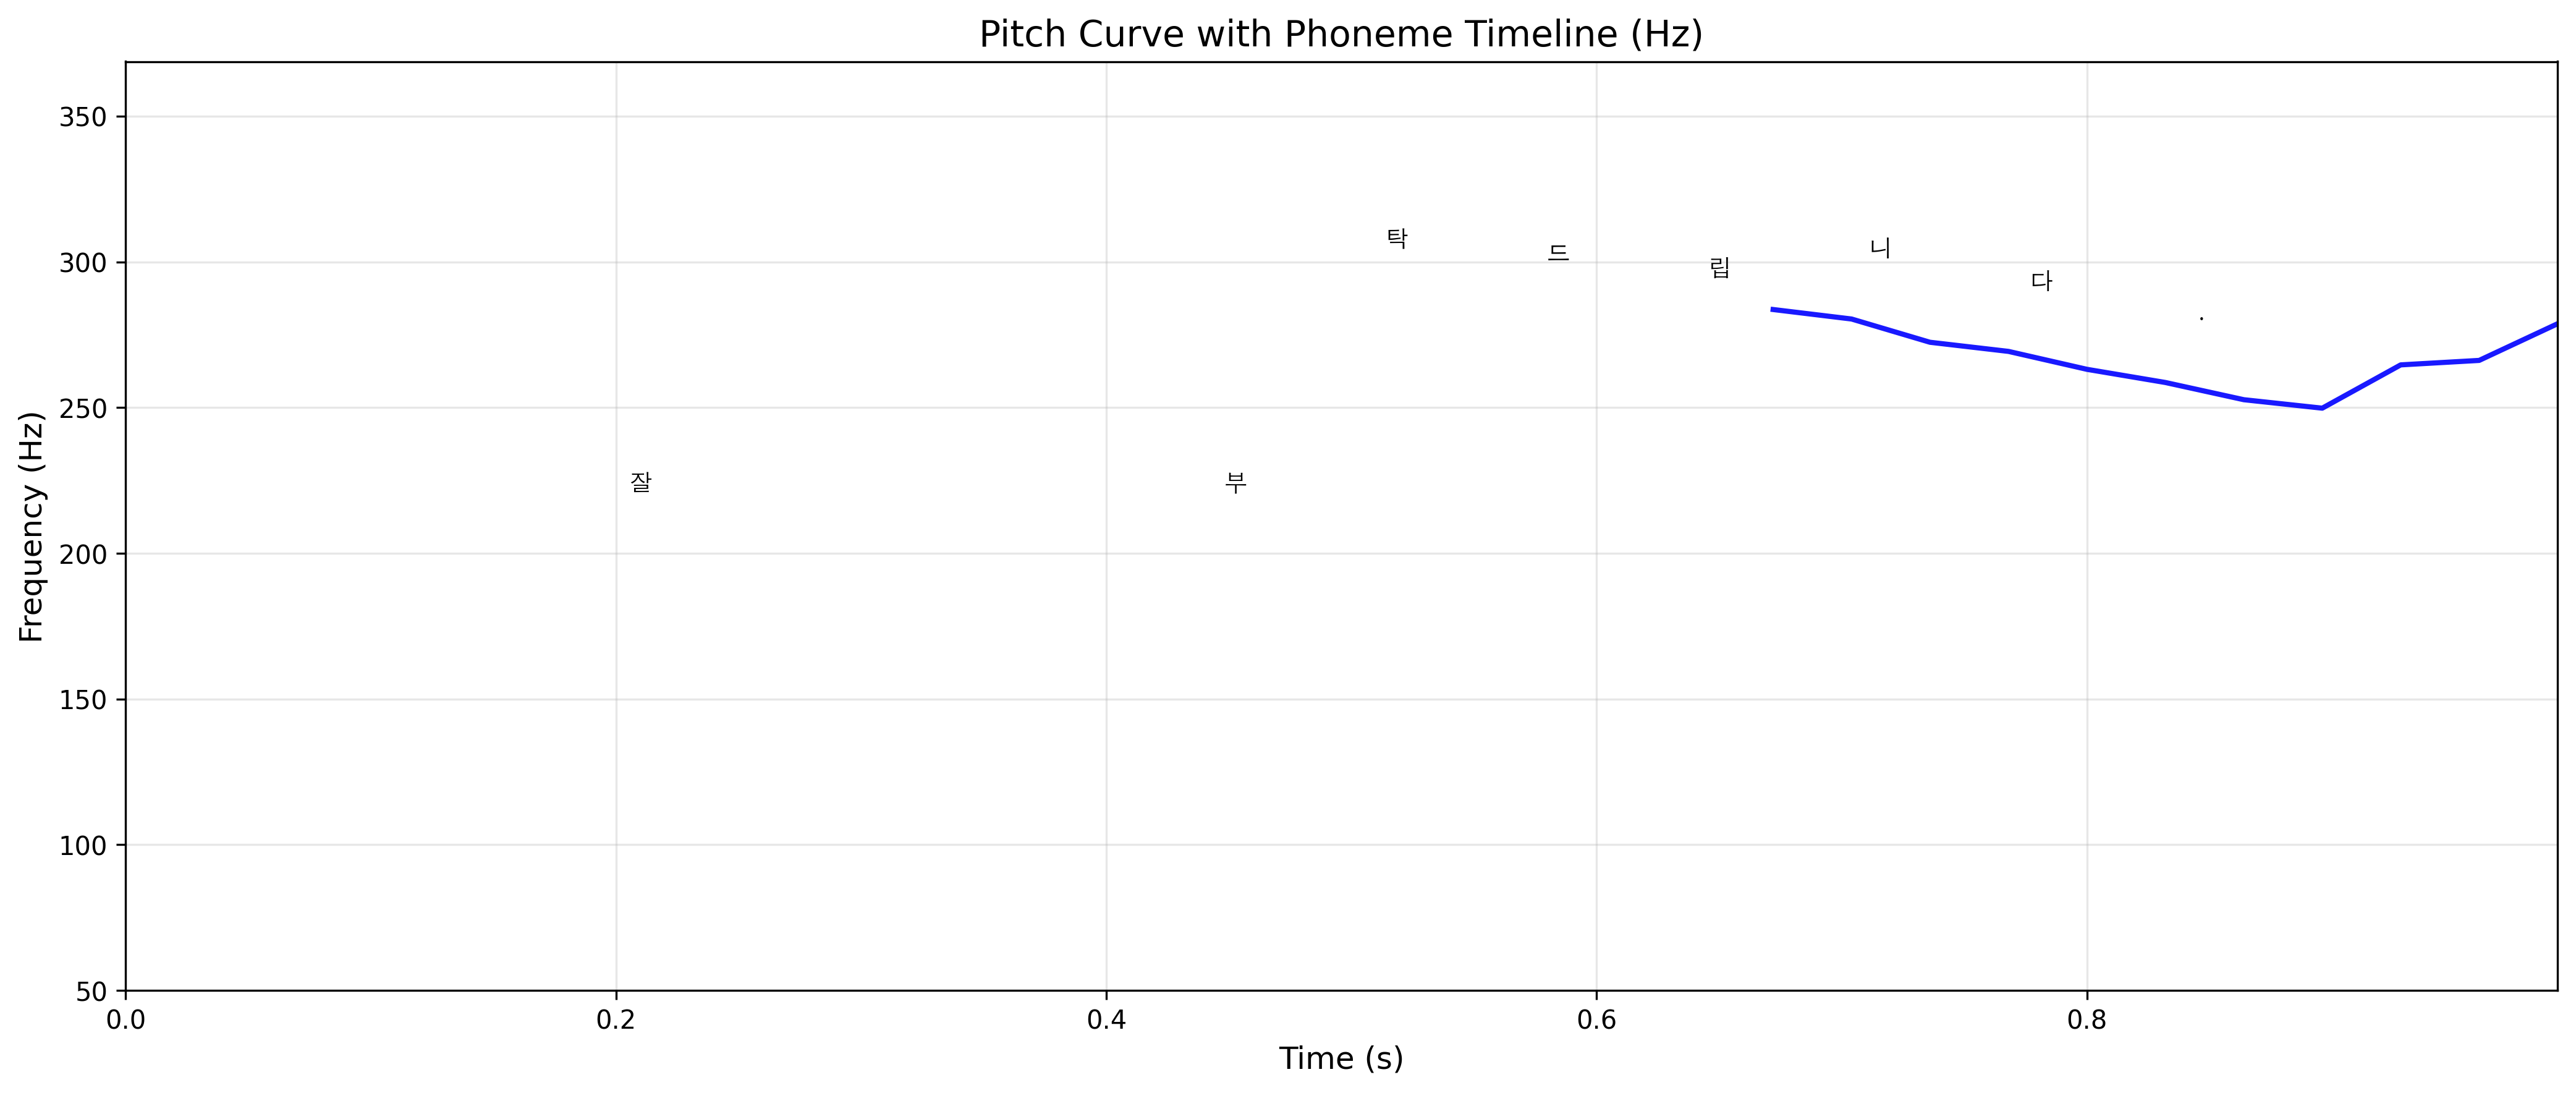 Pitch Curve with Phoneme Timeline (Hz)
Frequency (Hz)
350
300
250
200
150
100
50
잘 부 탁 드 립 니 다 .
0.0 0.2 0.4 0.6 0.8
Time (s)